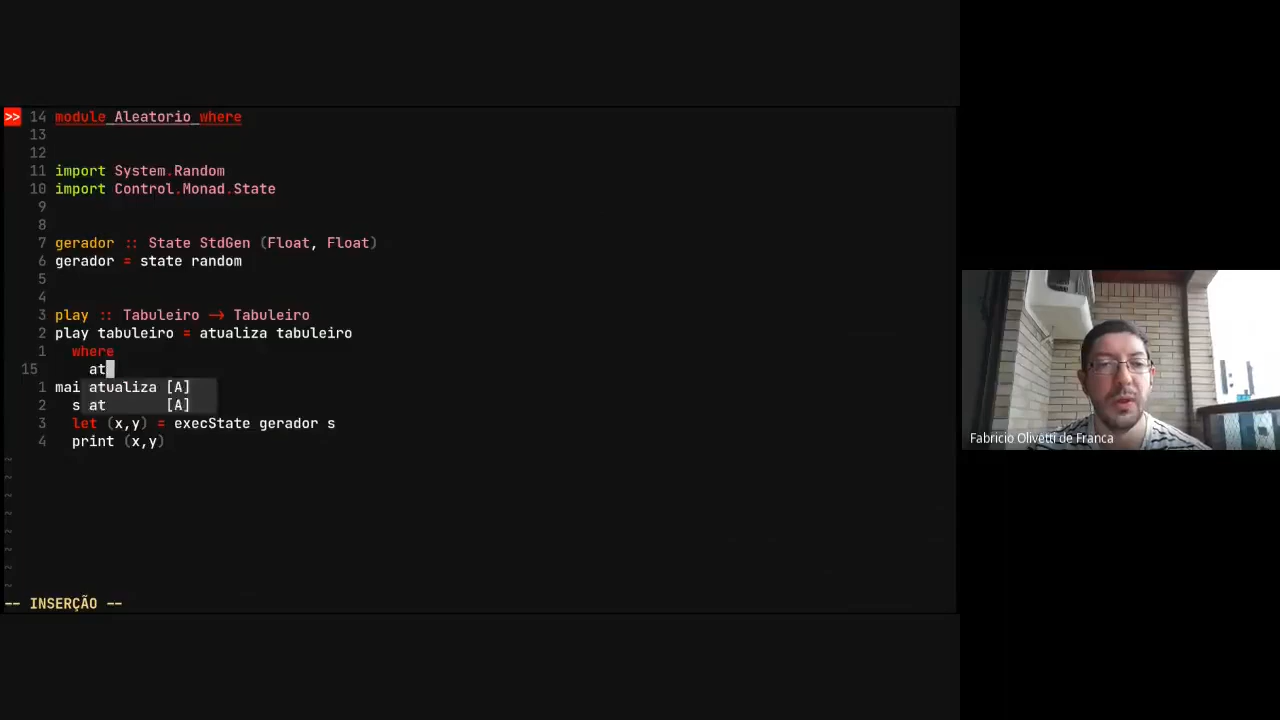 >> 14 module Aleatorio where
13
12
11 import System.Random
10 import Control.Monad.State
9
8
7 gerador :: State StdGen (Float, Float)
6 gerador = state random
5
4
3 play :: Tabuleiro → Tabuleiro
2 play tabuleiro = atualiza tabuleiro
1 where
15 at
1 mai atualiza [A]
2 s at [A]
3 let (x,y) = execState gerador s
4 print (x,y)
~
~
~
~
~
~
~
~
-- INSERÇÃO --
Fabrício Olivetti de França